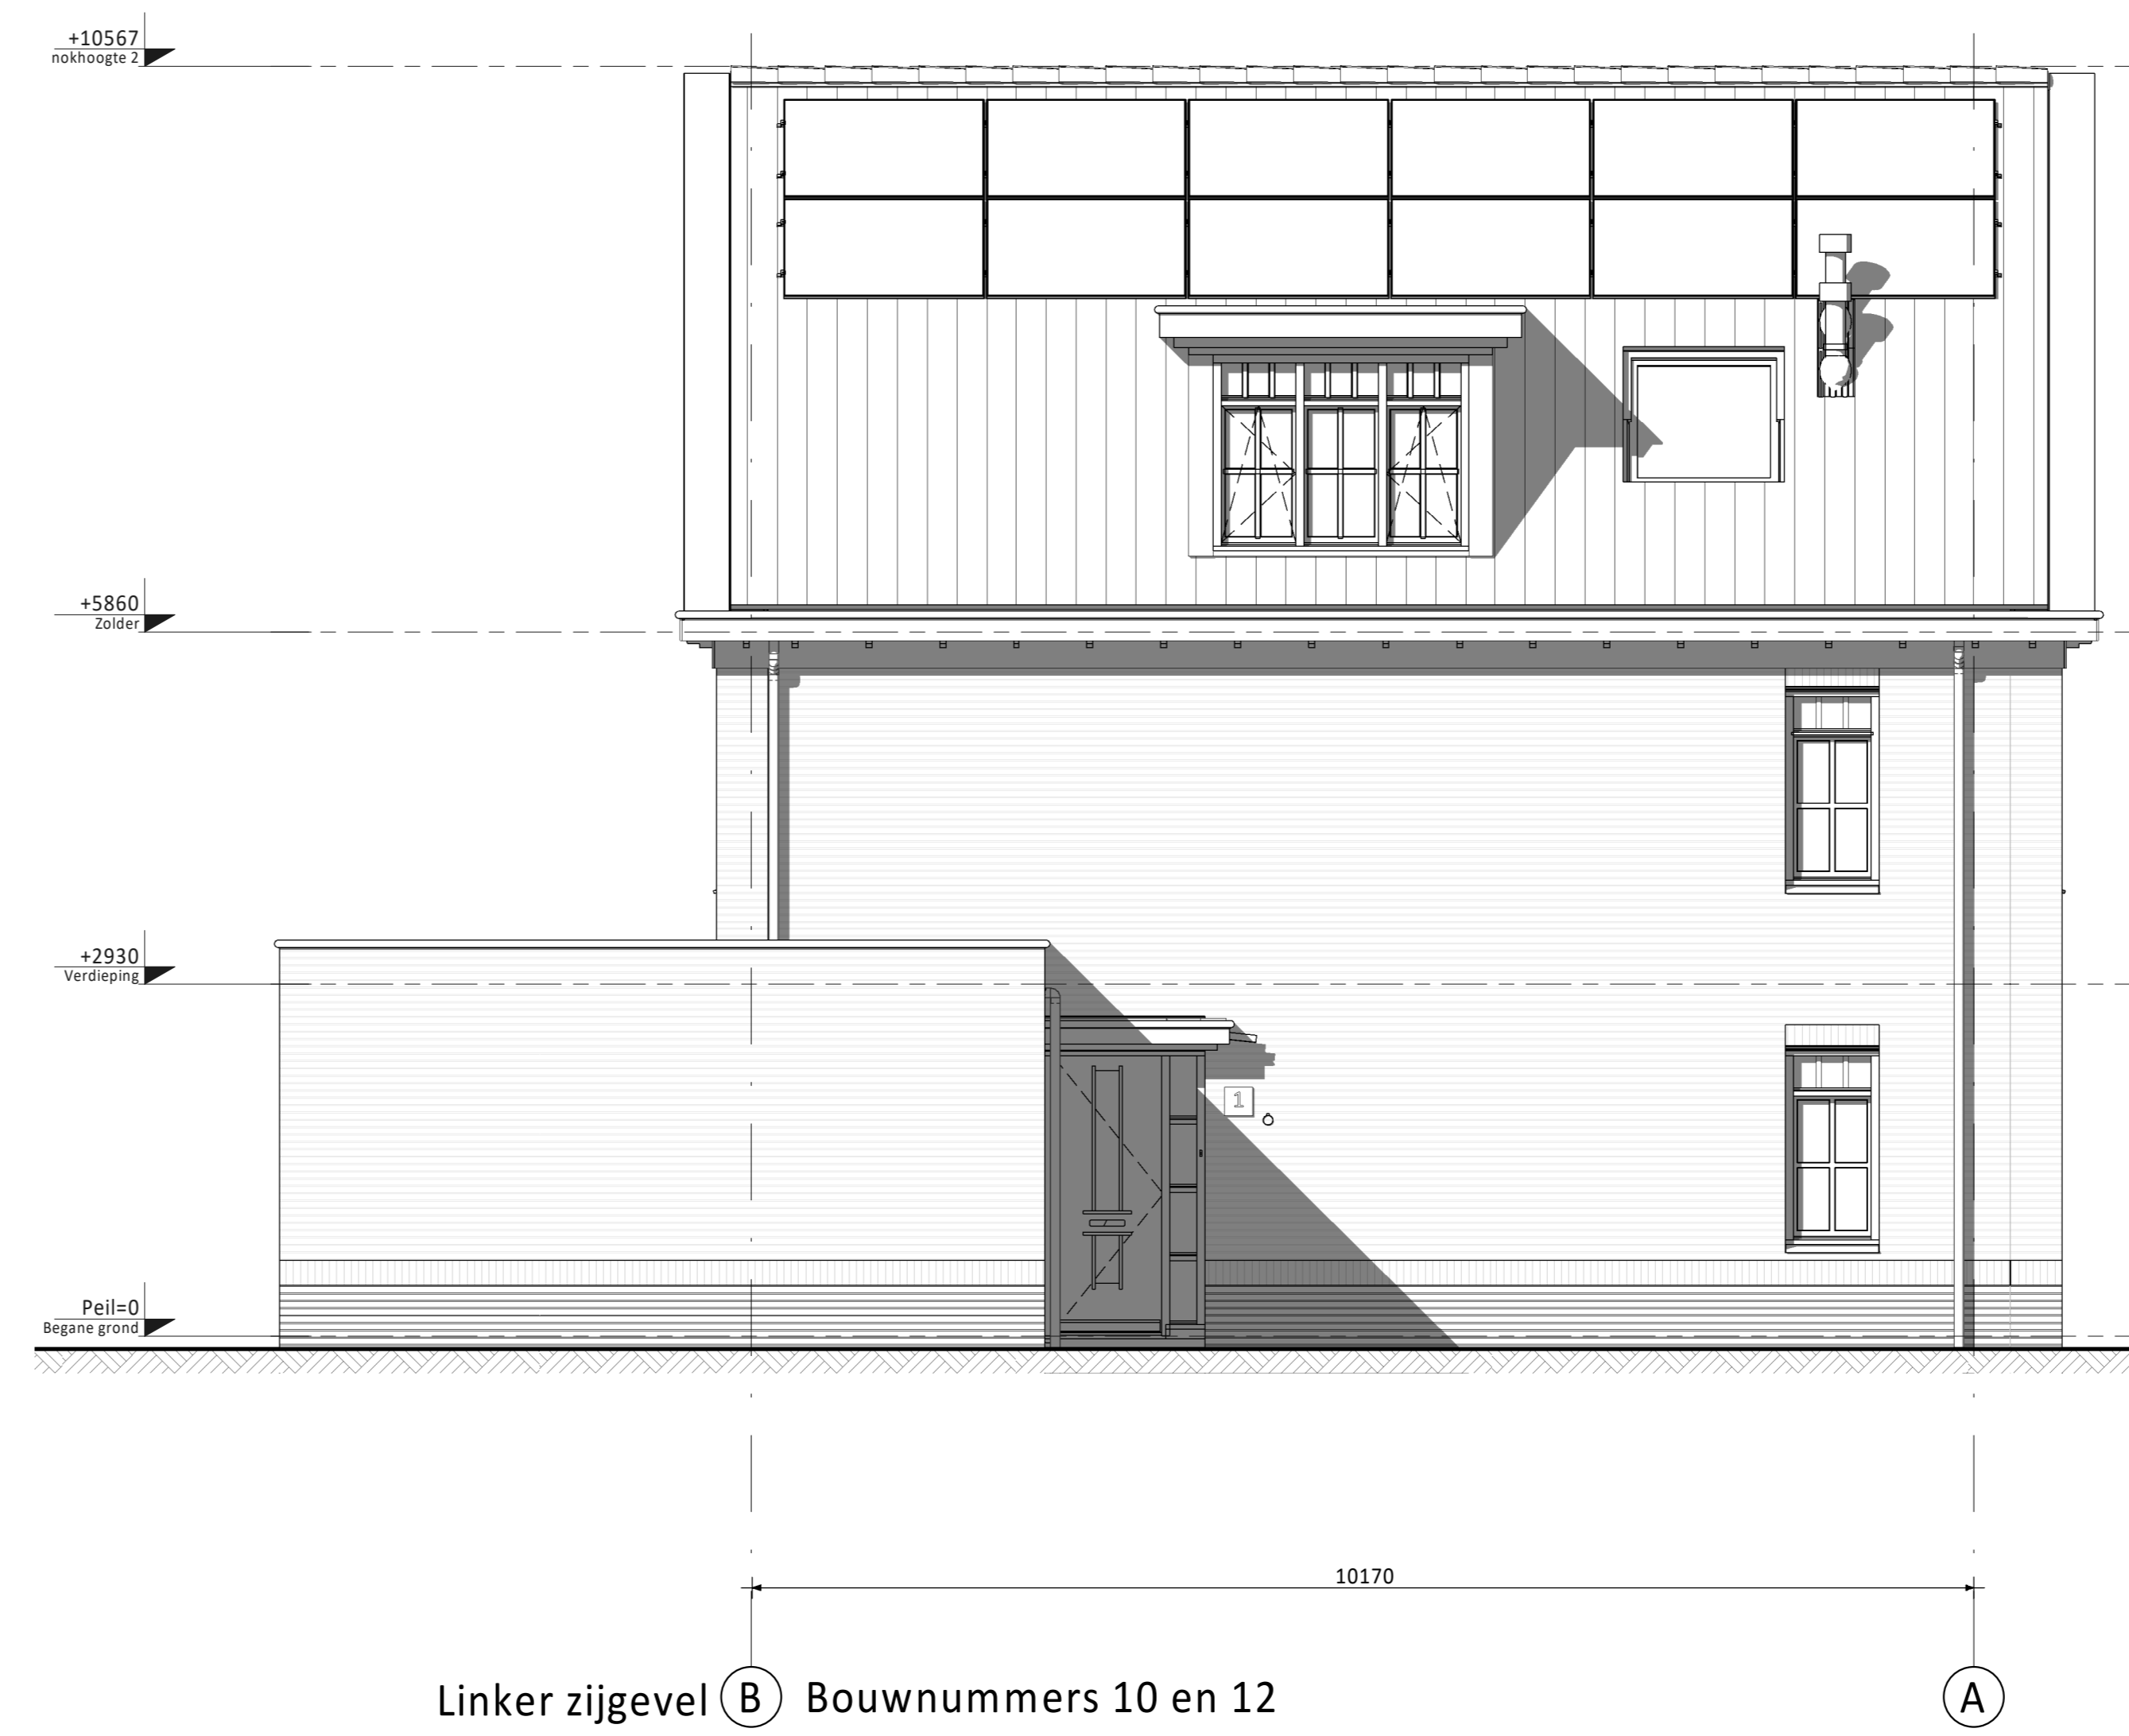 +10567
nokhoogte 2
+5860
Zolder
+2930
Verdieping
1
Peil=0
Begane grond
10170
Linker zijgevel B Bouwnummers 10 en 12
A